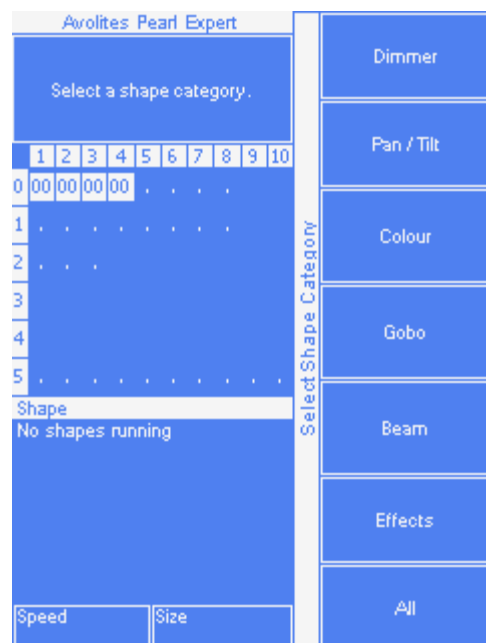 Avolites Pearl Expert
Select a shape category.
1 2 3 4 5 6 7 8 9 10
0 00 00 00 00 . . . .
1 . . . . . . . .
2 . . .
3
4
5 . . . . . . . . . .
Shape
No shapes running
Speed Size
Select Shape Category
Dimmer
Pan / Tilt
Colour
Gobo
Beam
Effects
All